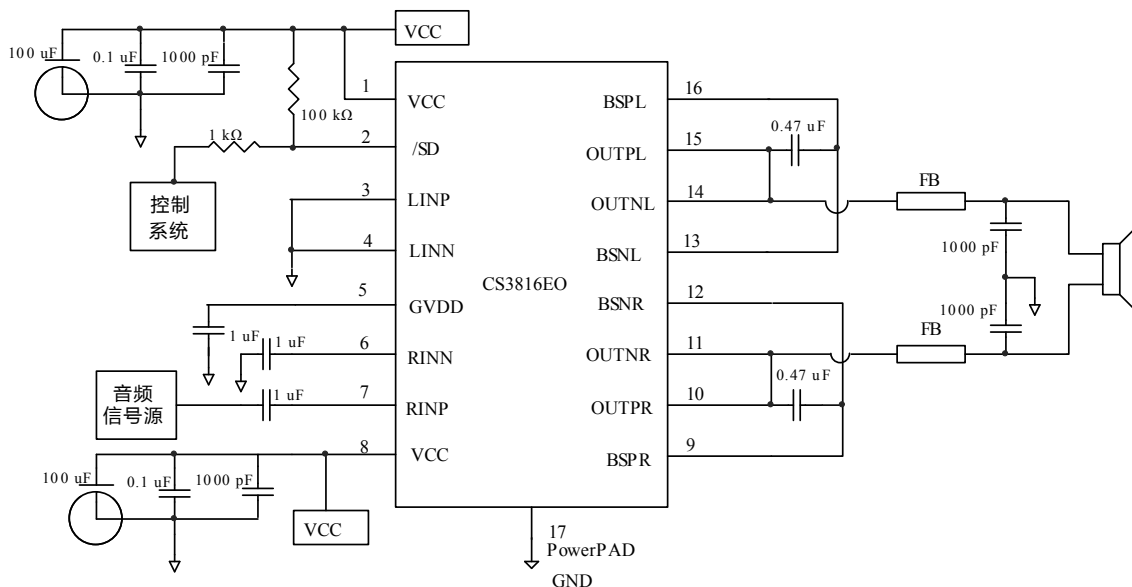 VCC
100 uF
0.1 uF
1000 pF
100 kΩ
1 kΩ
控制
系统
1
VCC
2
/SD
3
LINP
4
LINN
5
GVDD
1 uF
6
RINN
1 uF
7
RINP
1 uF
音频
信号源
8
VCC
100 uF
0.1 uF
1000 pF
VCC
CS3816EO
17
PowerPAD
GND
16
BSPL
15
OUTPL
0.47 uF
14
OUTNL
13
BSNL
12
BSNR
11
OUTNR
10
OUTPR
0.47 uF
9
BSPR
FB
1000 pF
1000 pF
FB